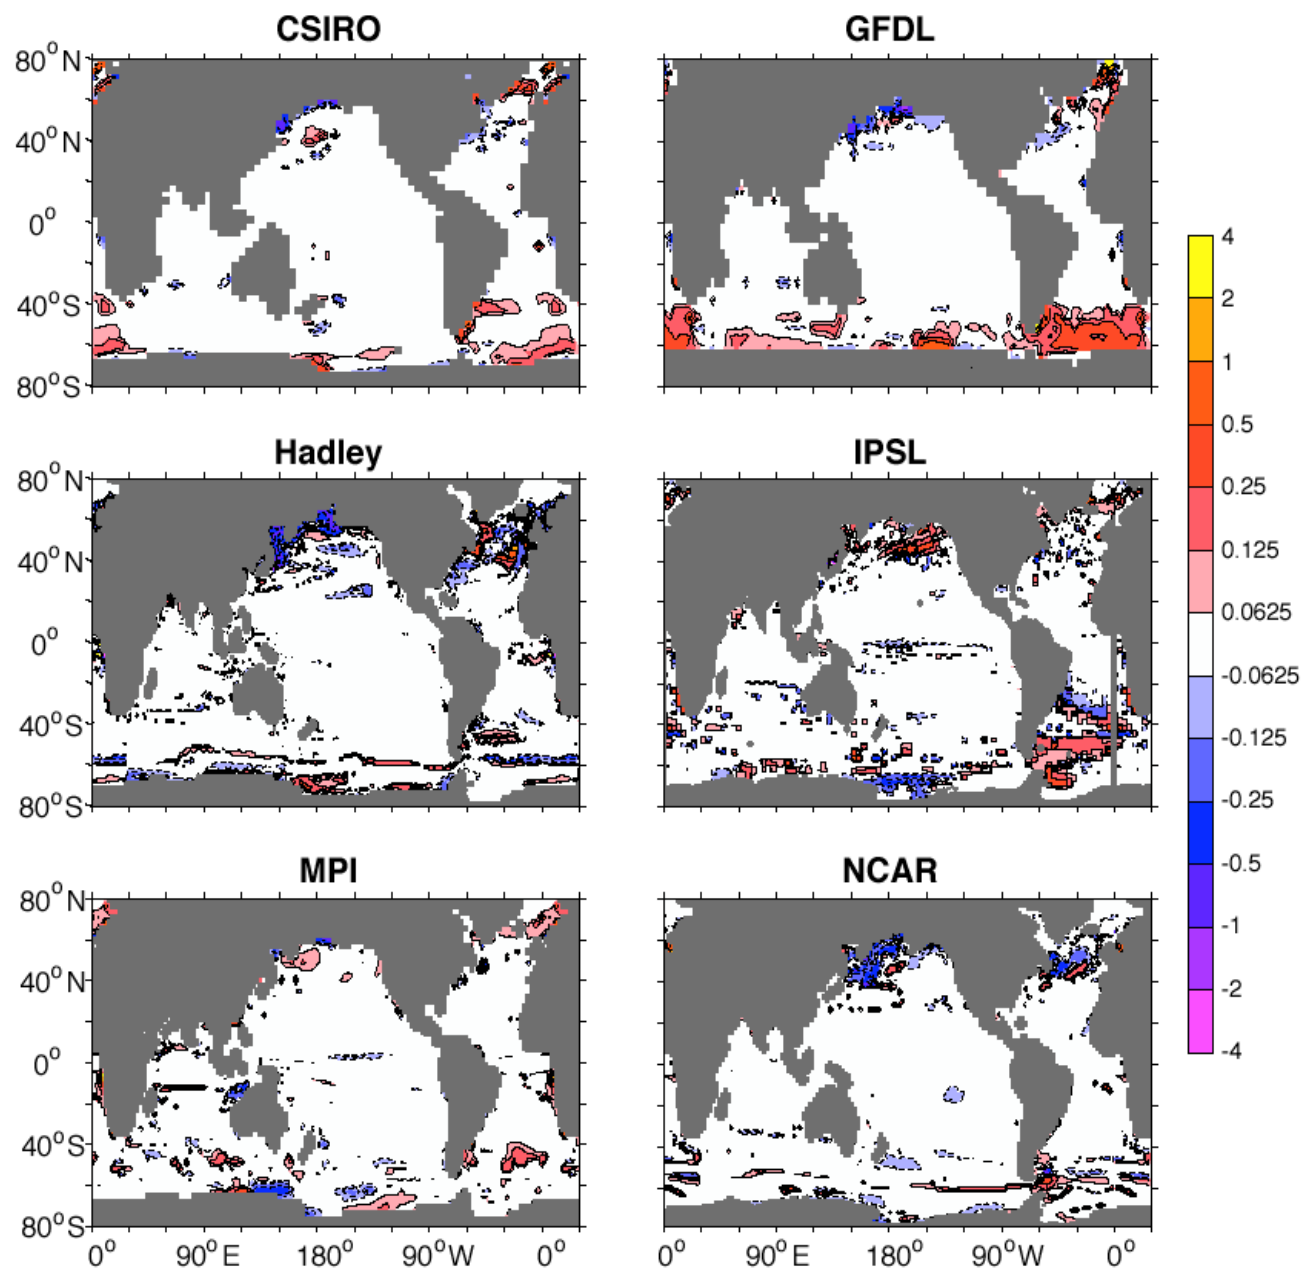 CSIRO GFDL
80° N
40° N
0°
40° S
80° S
Hadley IPSL
80° N
40° N
0°
40° S
80° S
MPI NCAR
80° N
40° N
0°
40° S
80° S
0° 90° E 180° 90° W 0° 0° 90° E 180° 90° W 0°
4
2
1
0.5
0.25
0.125
0.0625
-0.0625
-0.125
-0.25
-0.5
-1
-2
-4